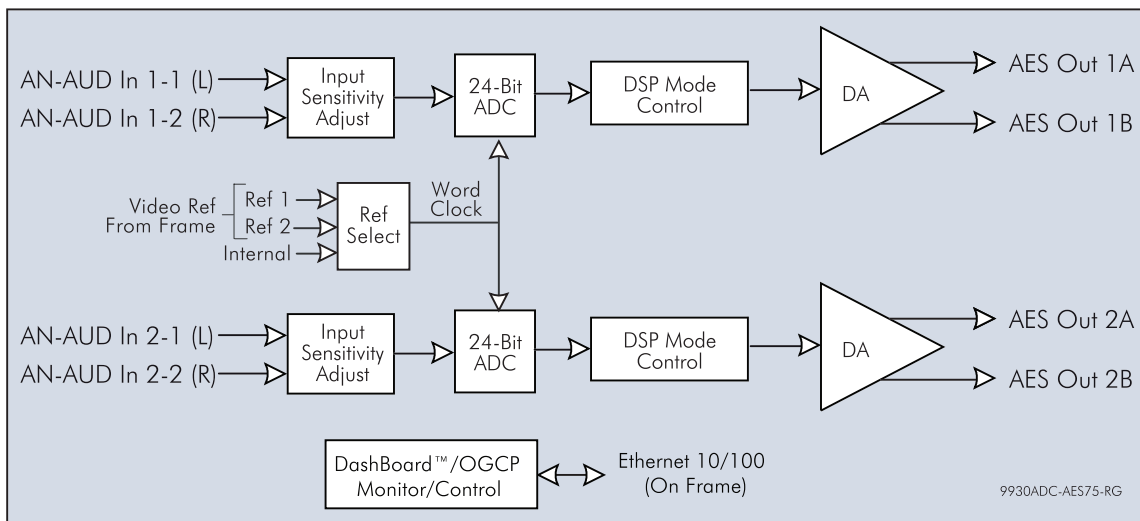 AN-AUD In 1-1 (L)
AN-AUD In 1-2 (R)
Input
Sensitivity
Adjust
24-Bit
ADC
DSP Mode
Control
DA
AES Out 1A
AES Out 1B
Video Ref
From Frame
Ref 1
Ref 2
Internal
Ref
Select
Word
Clock
AN-AUD In 2-1 (L)
AN-AUD In 2-2 (R)
Input
Sensitivity
Adjust
24-Bit
ADC
DSP Mode
Control
DA
AES Out 2A
AES Out 2B
DashBoard™/OGCP
Monitor/Control
Ethernet 10/100
(On Frame)
9930ADC-AES75-RG